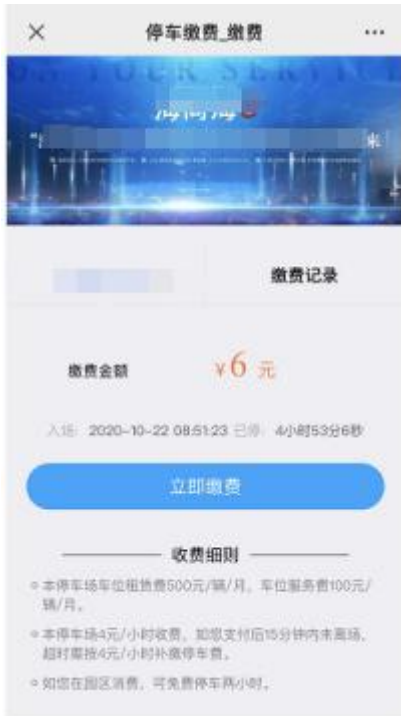 停车缴费_缴费
ON YOUR SERVICE
缴费记录
缴费金额
¥6 元
入场: 2020-10-22 08:51:23 已停: 4小时53分6秒
立即缴费
收费细则
本停车场车位租赁费500元/辆/月，车位服务费100元/
辆/月。
本停车场4元/小时收费，如您支付后15分钟内未离场，
超时需按4元/小时补缴停车费。
如您在园区消费，可免费停车两小时。